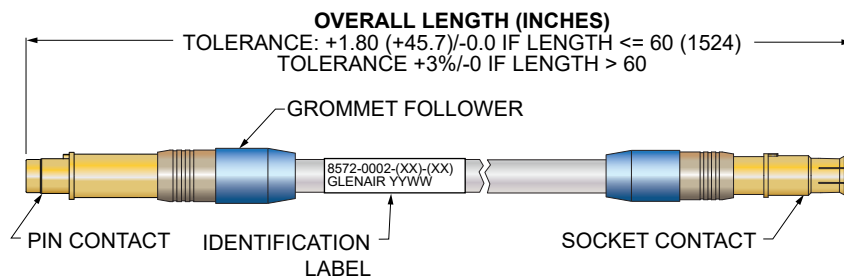 OVERALL LENGTH (INCHES)
TOLERANCE: +1.80 (+45.7)/-0.0 IF LENGTH <= 60 (1524)
TOLERANCE +3%/-0 IF LENGTH > 60
GROMMET FOLLOWER
8572-0002-(XX)-(XX)
GLENAIR YYWW
PIN CONTACT
IDENTIFICATION
LABEL
SOCKET CONTACT